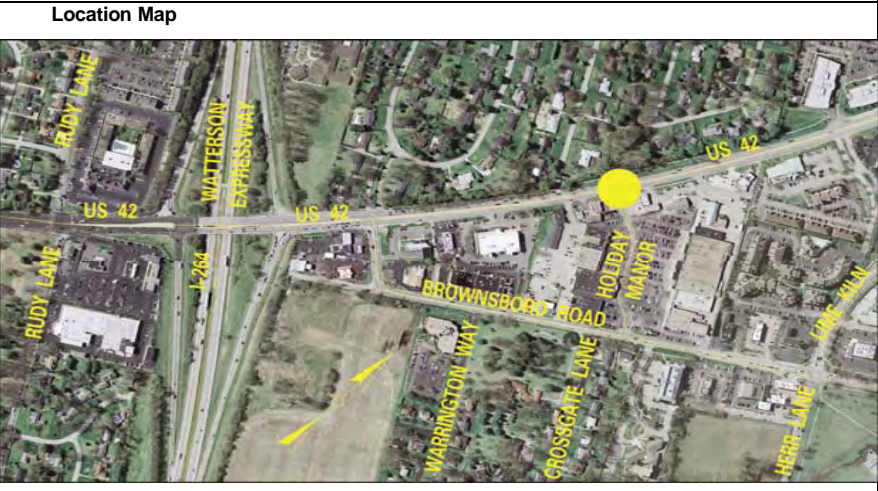 Location Map
RUDY LANE
WATTERSON
EXPRESSWAY
US 42
US 42
US 42
RUDY LANE
I-264
HOLIDAY
MANOR
BROWNSBORO ROAD
LIME KILN
WARRINGTON WAY
CROSSGATE LANE
HERR LANE